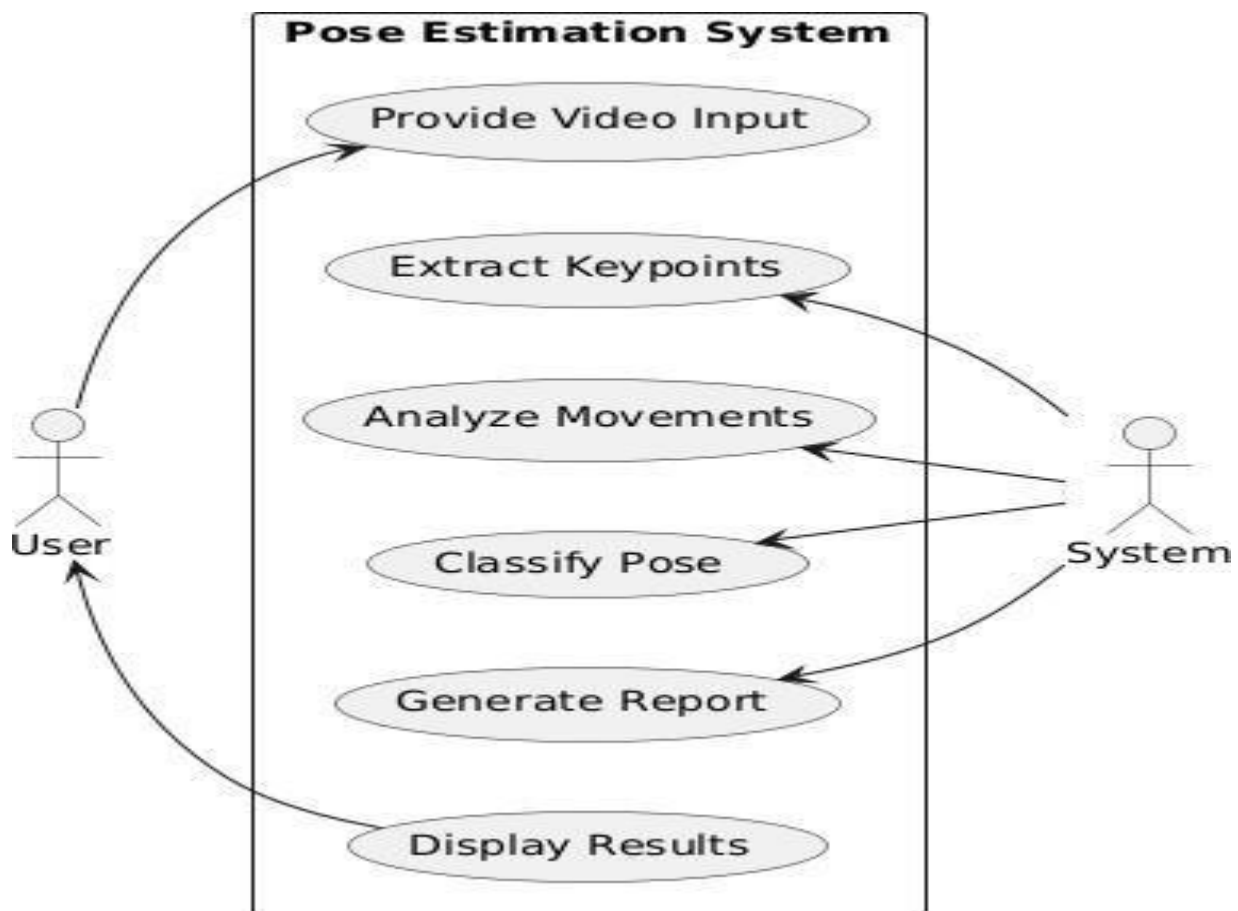 Pose Estimation System
Provide Video Input
Extract Keypoints
Analyze Movements
User
System
Classify Pose
Generate Report
Display Results